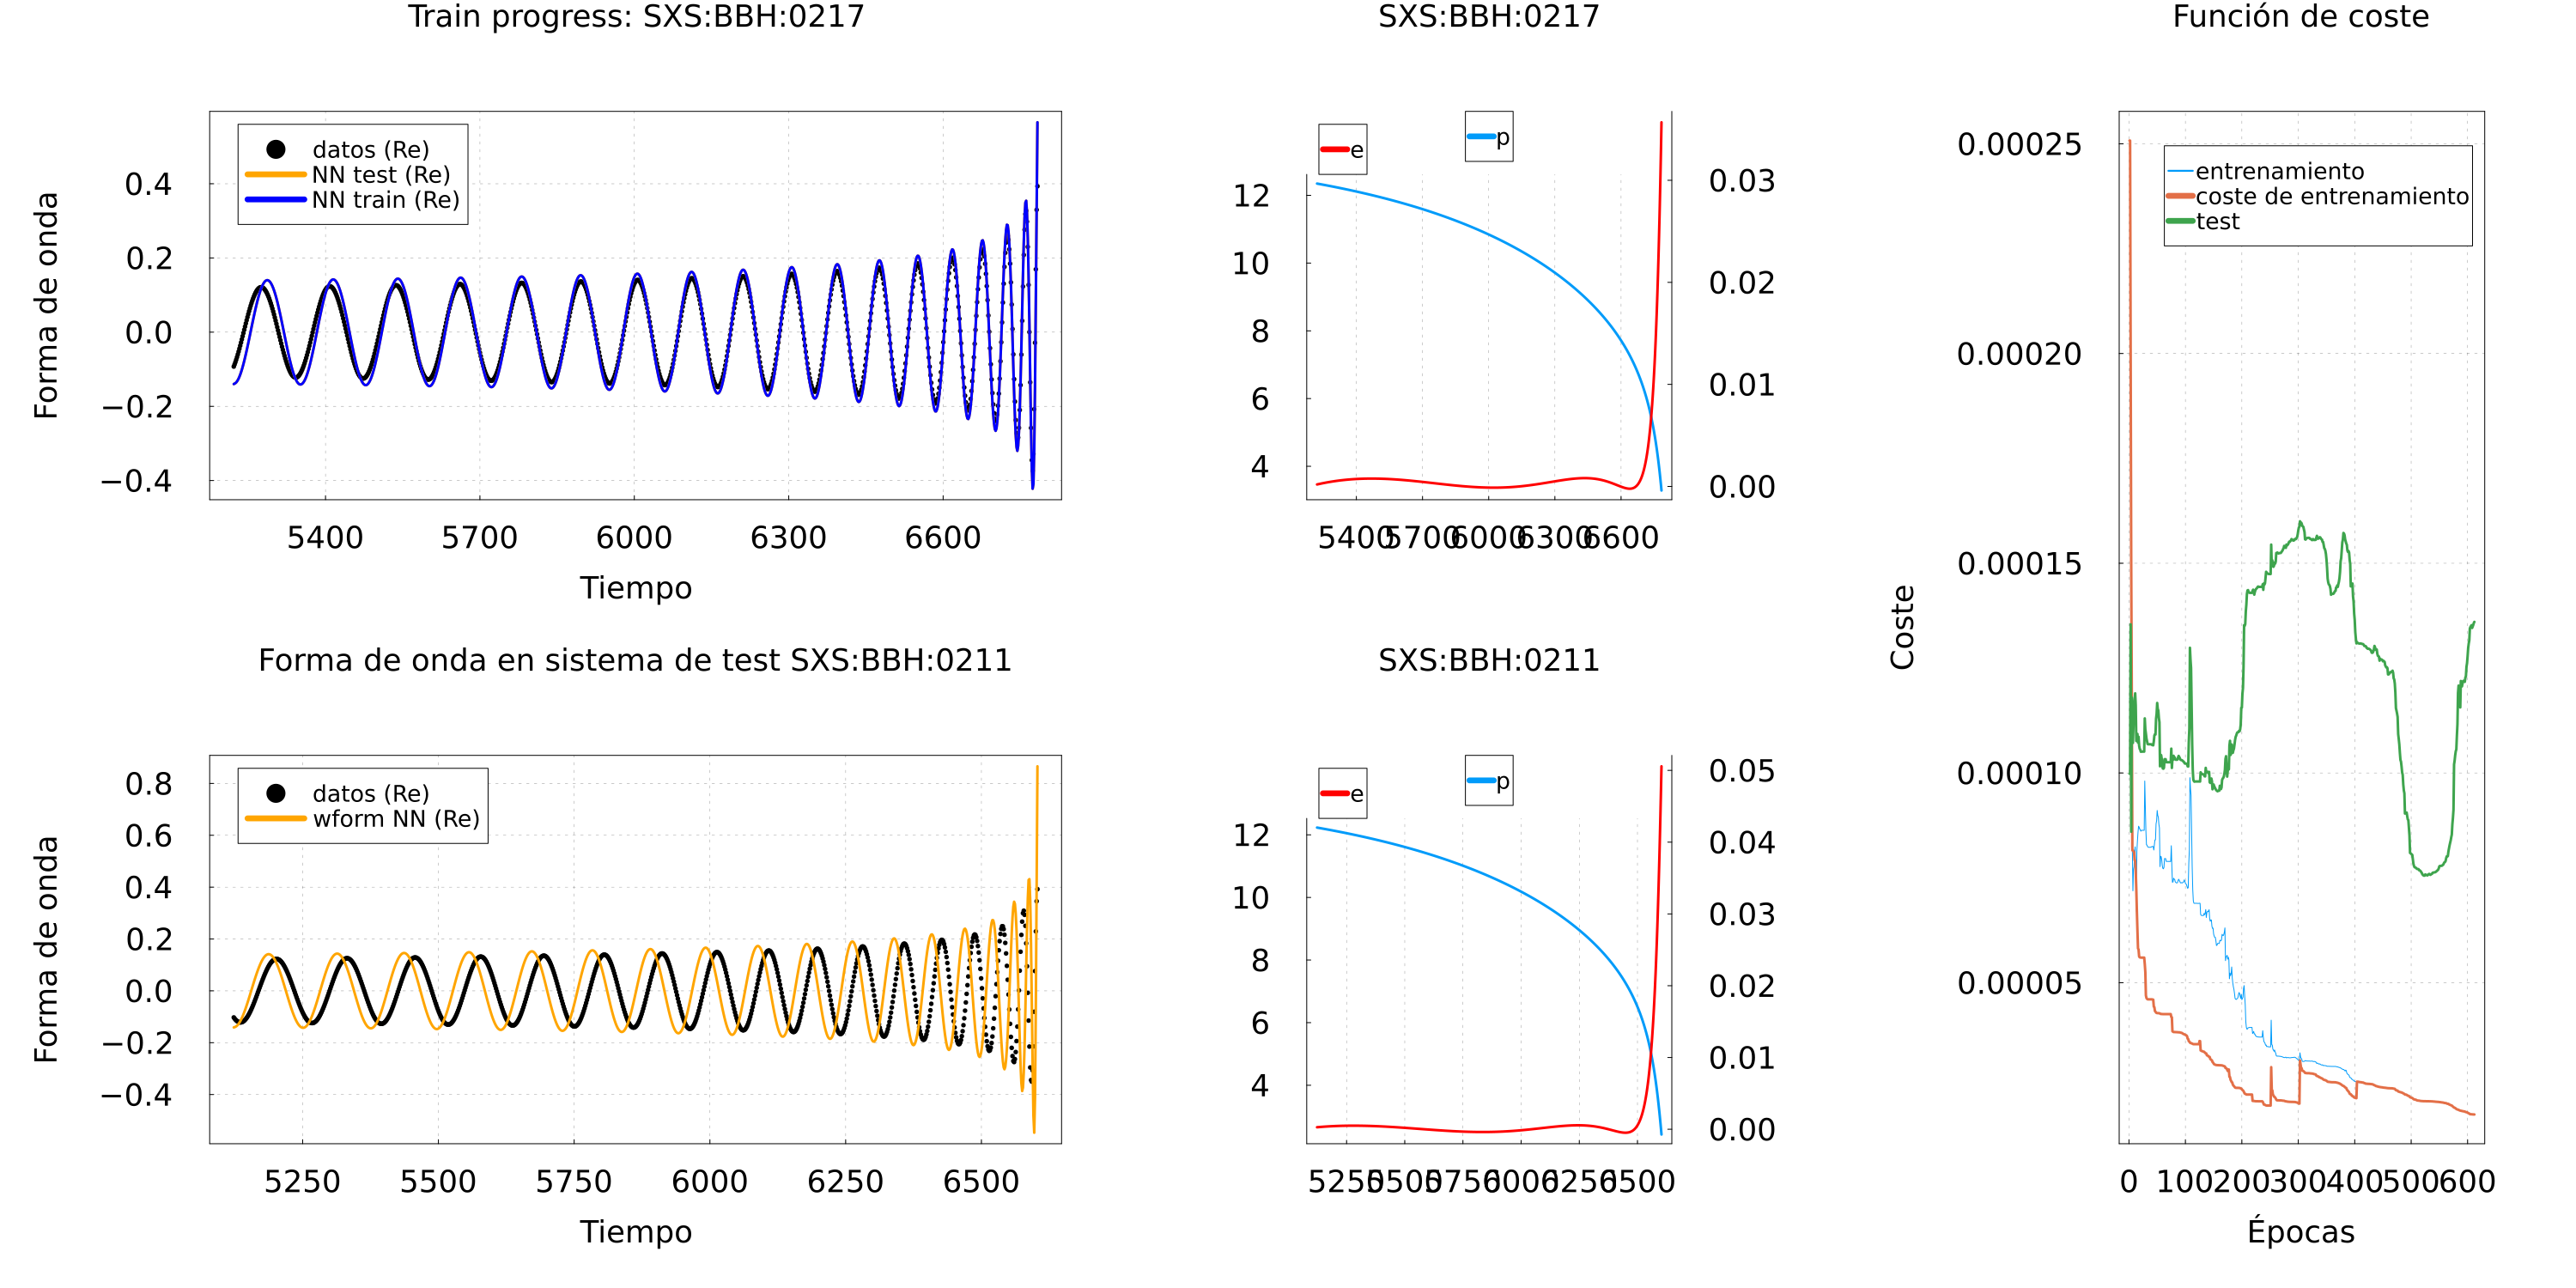 Train progress: SXS:BBH:0217
SXS:BBH:0217
Función de coste
datos (Re)
NN test (Re)
NN train (Re)
0.4
0.2
0.0
−0.2
−0.4
Forma de onda
5400 5700 6000 6300 6600
Tiempo
e
p
12
10
8
6
4
0.03
0.02
0.01
0.00
5400 5700 6000 6300 6600
Forma de onda en sistema de test SXS:BBH:0211
SXS:BBH:0211
datos (Re)
wform NN (Re)
0.8
0.6
0.4
0.2
0.0
−0.2
−0.4
Forma de onda
5250 5500 5750 6000 6250 6500
Tiempo
e
p
12
10
8
6
4
0.05
0.04
0.03
0.02
0.01
0.00
5250 5500 5750 6000 6250 6500
entrenamiento
coste de entrenamiento
test
0.00025
0.00020
0.00015
0.00010
0.00005
Coste
0 100 200 300 400 500 600
Épocas